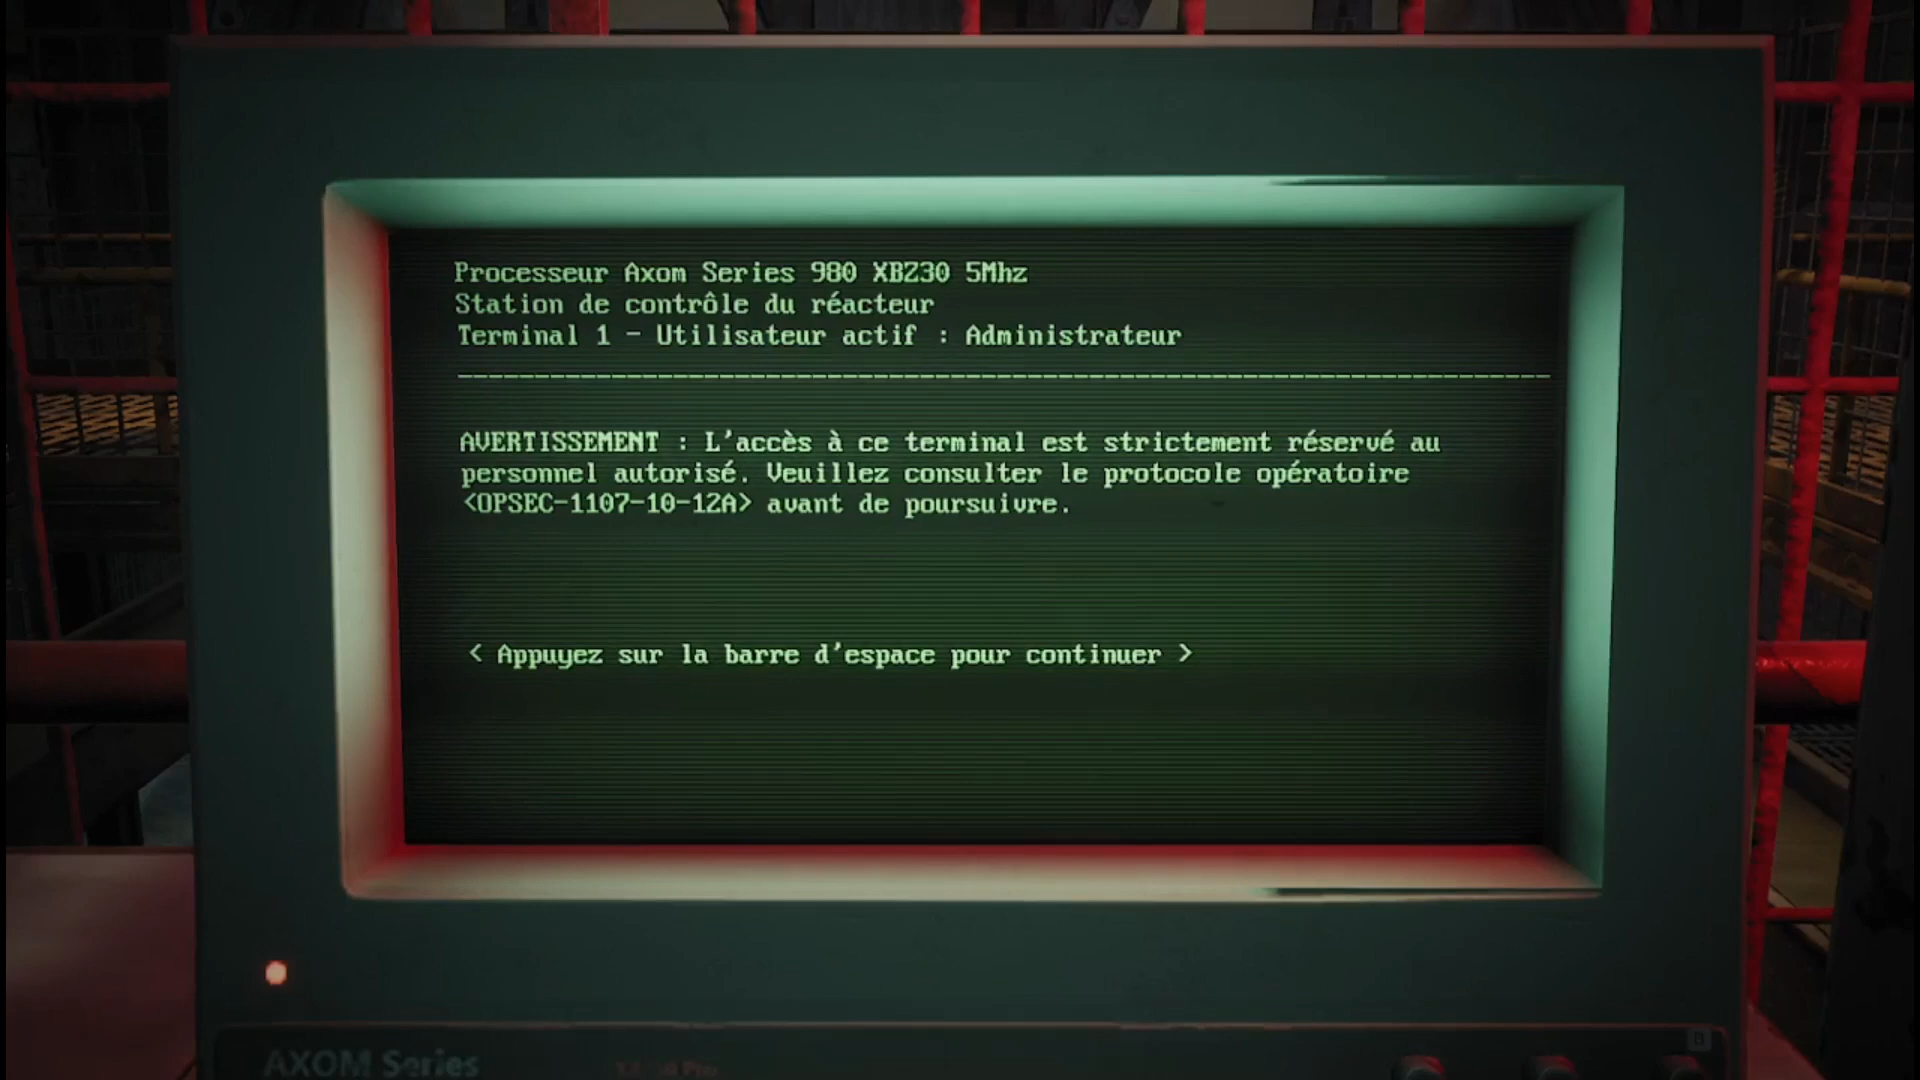 Processeur Axom Series 980 XBZ30 5Mhz
Station de contrôle du réacteur
Terminal 1 - Utilisateur actif : Administrateur
AVERTISSEMENT : L'accès à ce terminal est strictement réservé au
personnel autorisé. Veuillez consulter le protocole opératoire
<OPSEC-1107-10-12A> avant de poursuivre.
< Appuyez sur la barre d'espace pour continuer >
AXOM Series